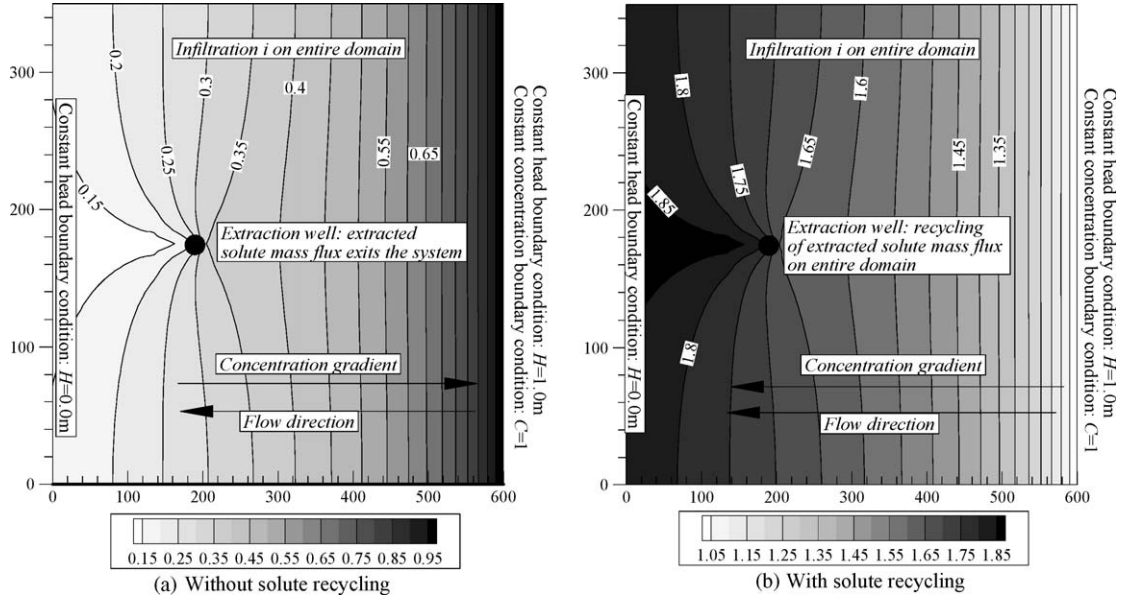 Infiltration i on entire domain
0.2
0.3
0.4
0.25
0.35
0.55
0.65
0.15
Extraction well: extracted
solute mass flux exits the system
Concentration gradient
Flow direction
Constant head boundary condition: H=0.0m
Constant head boundary condition: H=1.0m
Constant concentration boundary condition: C=1
300
200
100
0
0 100 200 300 400 500 600
0.15 0.25 0.35 0.45 0.55 0.65 0.75 0.85 0.95
(a) Without solute recycling
Infiltration i on entire domain
1.8
1.6
1.65
1.75
1.45
1.35
1.85
Extraction well: recycling
of extracted solute mass flux
on entire domain
1.8
Concentration gradient
Flow direction
Constant head boundary condition: H=0.0m
Constant head boundary condition: H=1.0m
Constant concentration boundary condition: C=1
300
200
100
0
0 100 200 300 400 500 600
1.05 1.15 1.25 1.35 1.45 1.55 1.65 1.75 1.85
(b) With solute recycling